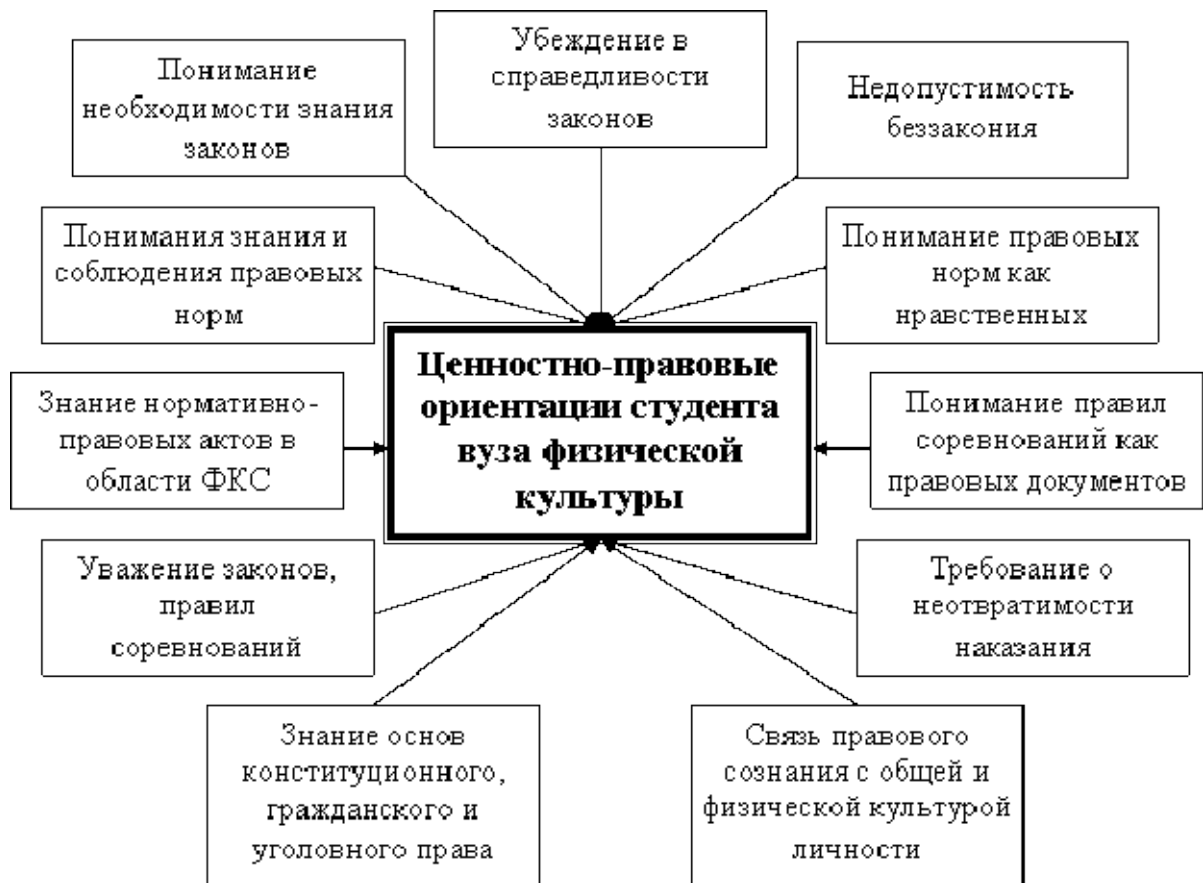 Понимание
необходимости знания
законов
Убеждение в
справедливости
законов
Недопустимость
беззакония
Понимания знания и
соблюдения правовых
норм
Понимание правовых
норм как
нравственных
Знание нормативно-
правовых актов в
области ФКС
Ценностно-правовые
ориентации студента
вуза физической
культуры
Понимание правил
соревнований как
правовых документов
Уважение законов,
правил
соревнований
Требование о
неотвратимости
наказания
Знание основ
конституционного,
гражданского и
уголовного права
Связь правового
сознания с общей и
физической культурой
личности